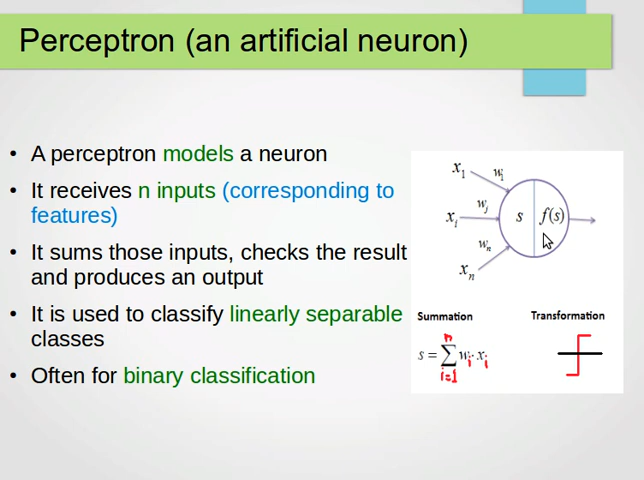 Perceptron (an artificial neuron)
• A perceptron models a neuron
• It receives n inputs (corresponding to
features)
• It sums those inputs, checks the result
and produces an output
• It is used to classify linearly separable
classes
• Often for binary classification
x₁ w₁
xᵢ wⱼ s f(s)
xₙ wₙ
Summation Transformation
s = ∑ⁿᵢ₌₁ wᵢ · xᵢ